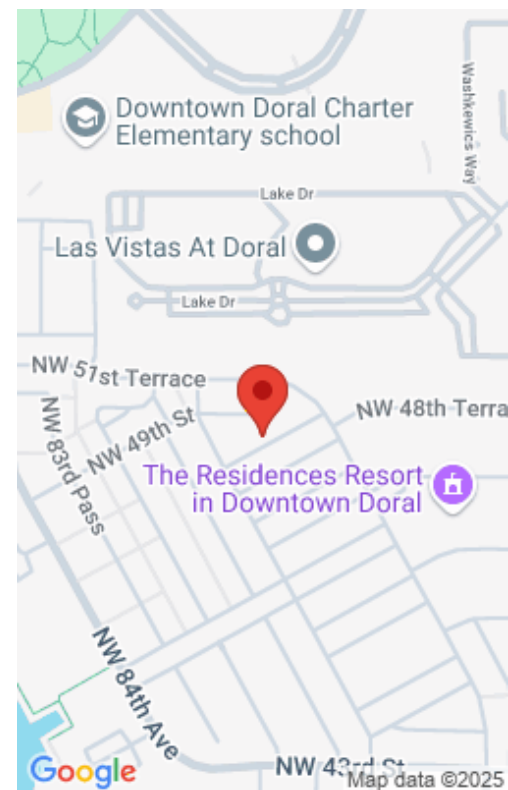 Washkewics Way
Downtown Doral Charter
Elementary school
Lake Dr
Las Vistas At Doral
Lake Dr
NW 51st Terrace
NW 48th Terra
NW 49th St
NW 83rd Pass
The Residences Resort
in Downtown Doral
NW 84th Ave
NW 43rd St
Google
Map data ©2025